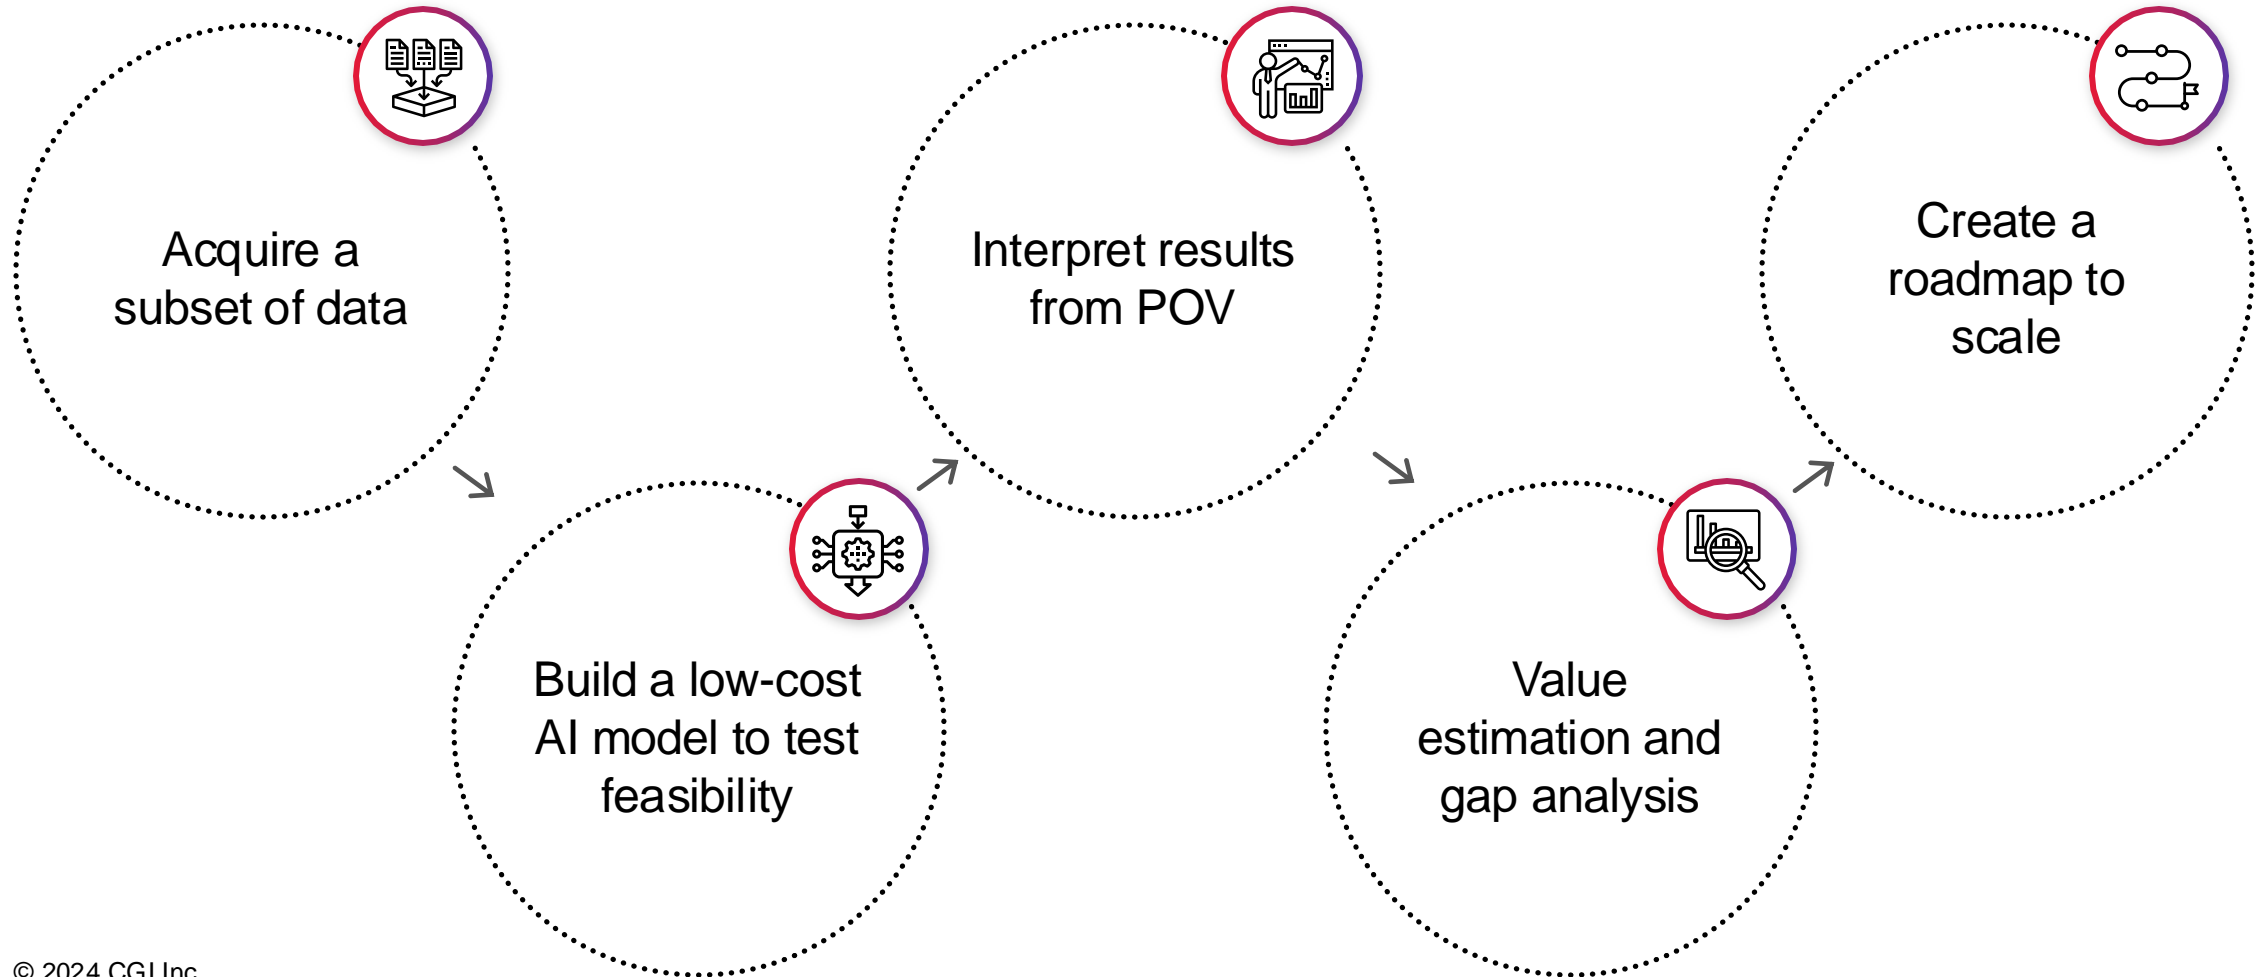 Acquire a
subset of data
Build a low-cost
AI model to test
feasibility
Interpret results
from POV
Value
estimation and
gap analysis
Create a
roadmap to
scale
© 2024 CGI Inc